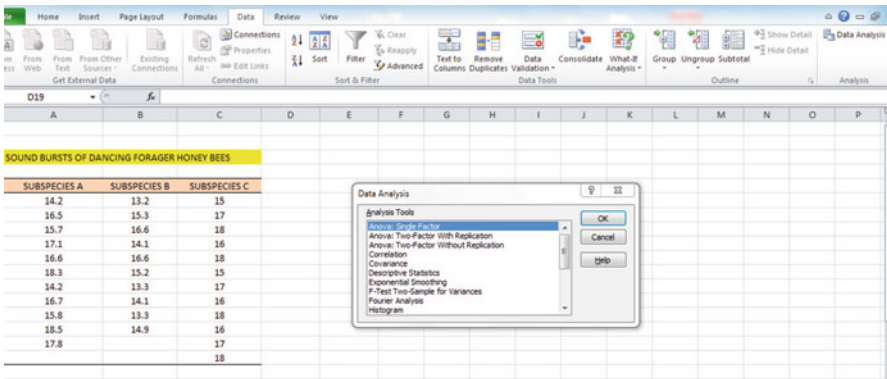 Home Insert Page Layout Formulas Data Review View
Connections Clear Show Detail Data Analysis
Properties Reapply Hide Detail
From Web From Text From Other Sources Existing Connections Refresh All Edit Links Sort Filter Advanced Text to Columns Remove Duplicates Data Validation Consolidate What-If Analysis Group Ungroup Subtotal
Get External Data Connections Sort & Filter Data Tools Outline Analysis
D19 fx
A B C D E F G H I J K L M N O P
SOUND BURSTS OF DANCING FORAGER HONEY BEES
SUBSPECIES A SUBSPECIES B SUBSPECIES C
14.2 13.2 15
16.5 15.3 17
15.7 16.6 18
17.1 14.1 16
16.6 16.6 18
18.3 15.2 15
14.2 13.3 17
16.7 14.1 16
15.8 13.3 18
18.5 14.9 16
17.8 17
18
Data Analysis
Analysis Tools
Anova: Single Factor
Anova: Two-Factor With Replication
Anova: Two-Factor Without Replication
Correlation
Covariance
Descriptive Statistics
Exponential Smoothing
F-Test Two-Sample for Variances
Fourier Analysis
Histogram
OK
Cancel
Help